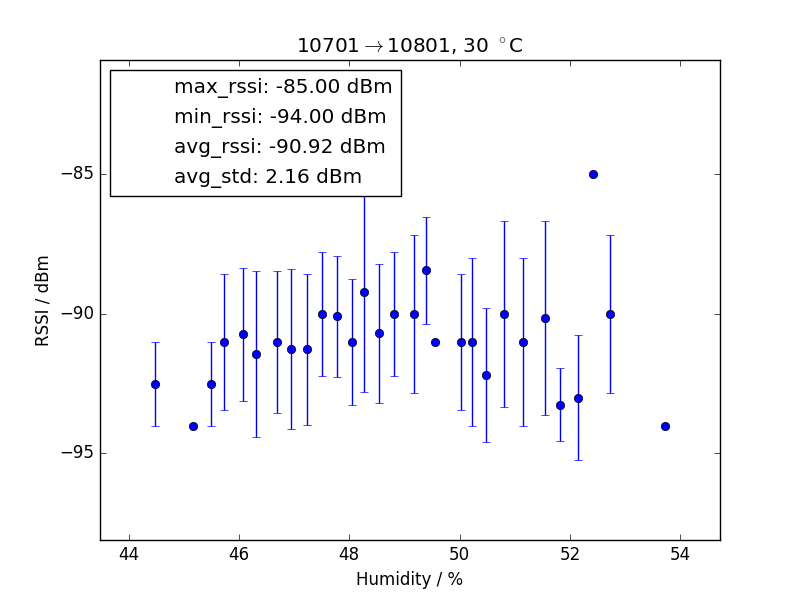 10701→10801, 30 °C
max_rssi: -85.00 dBm
min_rssi: -94.00 dBm
avg_rssi: -90.92 dBm
avg_std: 2.16 dBm
−85
−90
−95
RSSI / dBm
44 46 48 50 52 54
Humidity / %